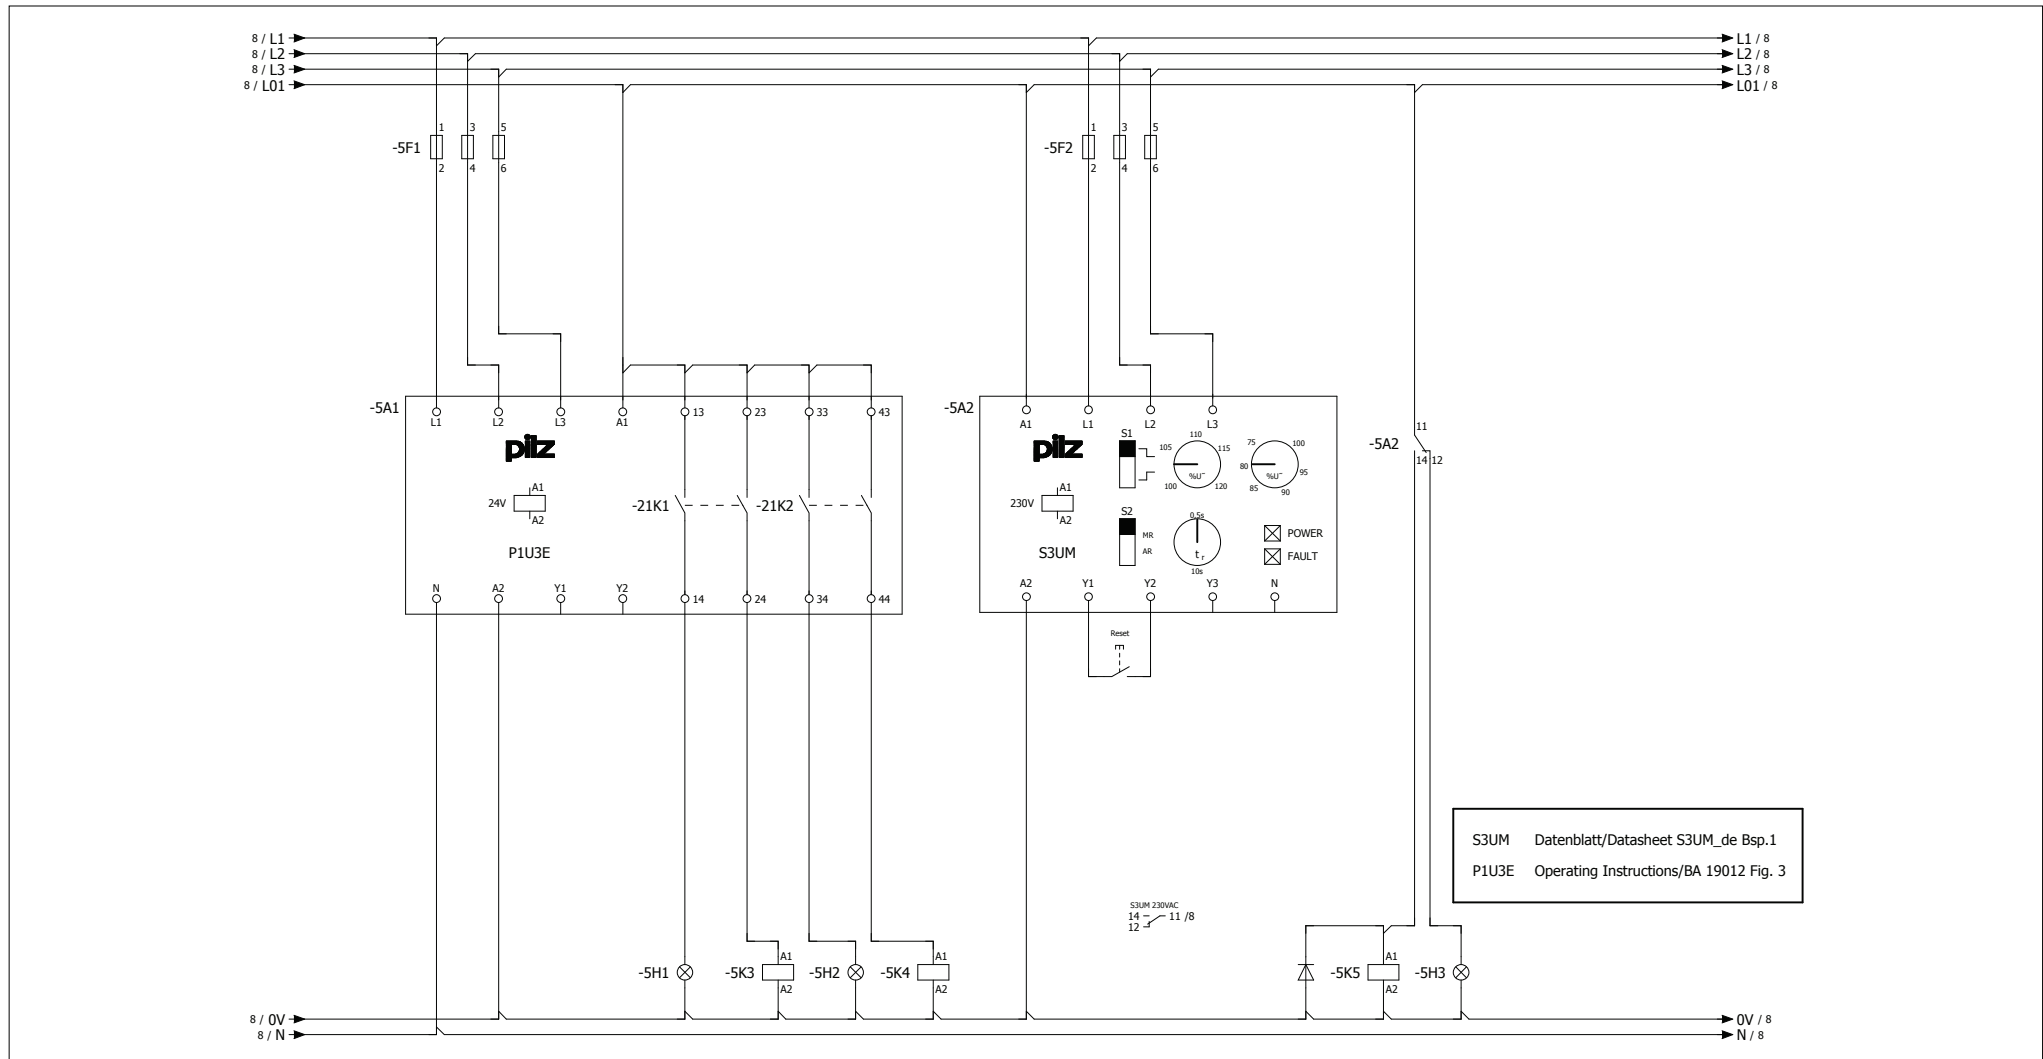 8 / L1
L1 / 8
8 / L2
L2 / 8
8 / L3
L3 / 8
8 / L01
L01 / 8
1 3 5
-5F1
2 4 6
1 3 5
-5F2
2 4 6
-5A1
L1 L2 L3 A1 13 23 33 43
pilz
24V
A1
A2
-21K1
-21K2
P1U3E
N A2 Y1 Y2 14 24 34 44
-5A2
A1 L1 L2 L3
pilz
S1
100 105 110 115 120
%U~
75 80 85 90 95 100
%U~
230V
A1
A2
S3UM
S2
MR
AR
0,5s
tr
10s
POWER
FAULT
A2 Y1 Y2 Y3 N
Reset
-5A2
11
14 12
S3UM Datenblatt/Datasheet S3UM_de Bsp.1
P1U3E Operating Instructions/BA 19012 Fig. 3
S3UM 230VAC
14 11 /8
12
-5H1
-5K3
A1
A2
-5H2
-5K4
A1
A2
-5K5
A1
A2
-5H3
8 / 0V
0V / 8
8 / N
N / 8